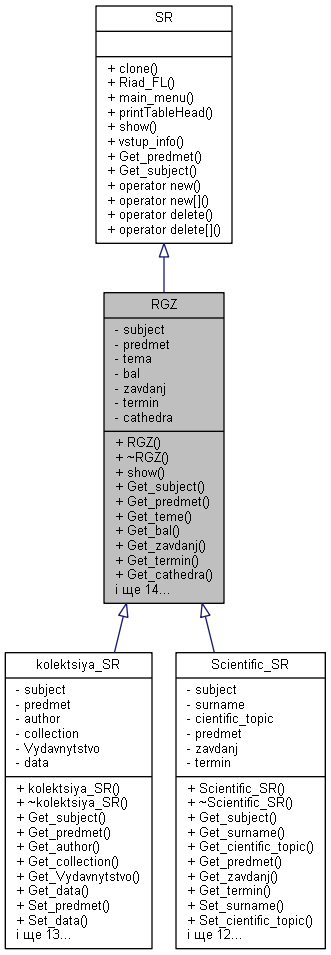 SR
+ clone()
+ Riad_FL()
+ main_menu()
+ printTableHead()
+ show()
+ vstup_info()
+ Get_predmet()
+ Get_subject()
+ operator new()
+ operator new[]()
+ operator delete()
+ operator delete[]()
RGZ
- subject
- predmet
- tema
- bal
- zavdanj
- termin
- cathedra
+ RGZ()
+ ~RGZ()
+ show()
+ Get_subject()
+ Get_predmet()
+ Get_teme()
+ Get_bal()
+ Get_zavdanj()
+ Get_termin()
+ Get_cathedra()
і ще 14...
kolektsiya_SR
- subject
- predmet
- author
- collection
- Vydavnytstvo
- data
+ kolektsiya_SR()
+ ~kolektsiya_SR()
+ Get_subject()
+ Get_predmet()
+ Get_author()
+ Get_collection()
+ Get_Vydavnytstvo()
+ Get_data()
+ Set_predmet()
+ Set_data()
і ще 13...
Scientific_SR
- subject
- surname
- cientific_topic
- predmet
- zavdanj
- termin
+ Scientific_SR()
+ ~Scientific_SR()
+ Get_subject()
+ Get_surname()
+ Get_cientific_topic()
+ Get_predmet()
+ Get_zavdanj()
+ Get_termin()
+ Set_surname()
+ Set_cientific_topic()
і ще 12...